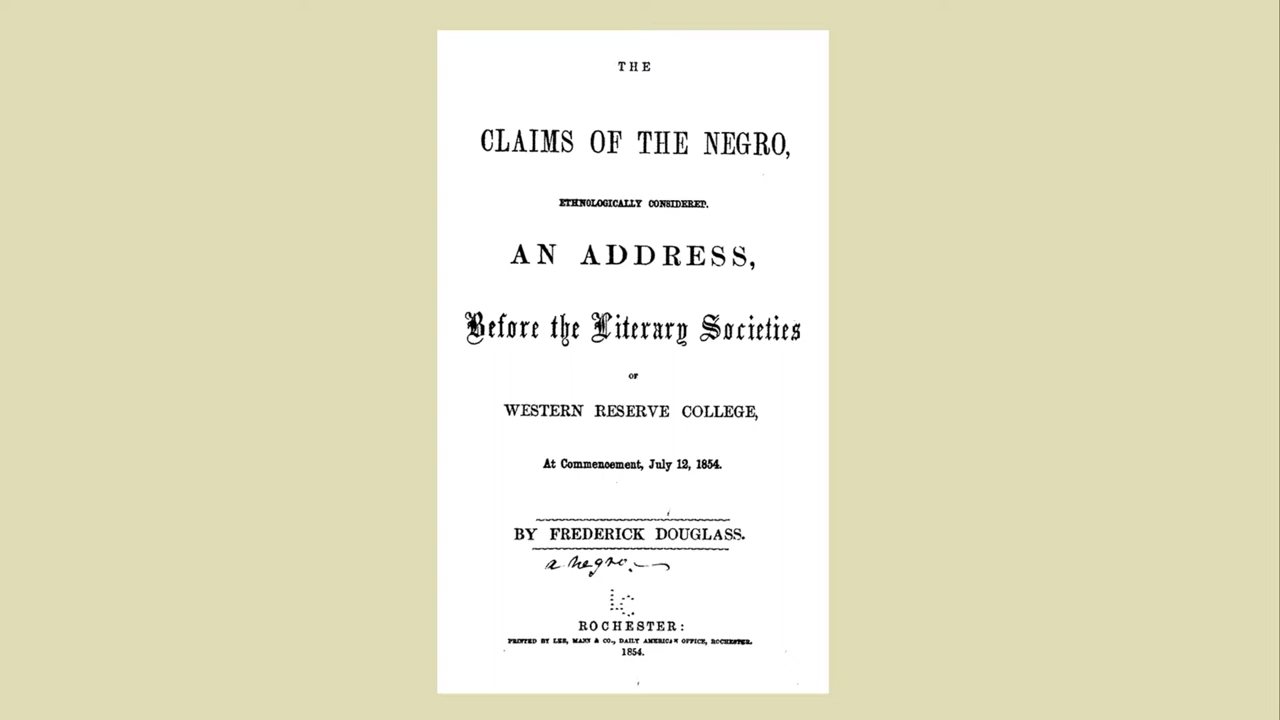 THE
CLAIMS OF THE NEGRO,
ETHNOLOGICALLY CONSIDERED.
AN ADDRESS,
Before the Literary Societies
OF
WESTERN RESERVE COLLEGE,
At Commencement, July 12, 1854.
BY FREDERICK DOUGLASS.
a negro.
LC
ROCHESTER:
PRINTED BY LEE, MANN & CO., DAILY AMERICAN OFFICE, ROCHESTER.
1854.